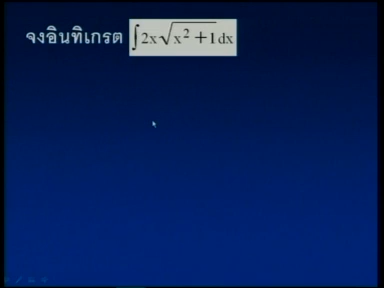 จงอินทิเกรต ∫2x√(x² + 1) dx